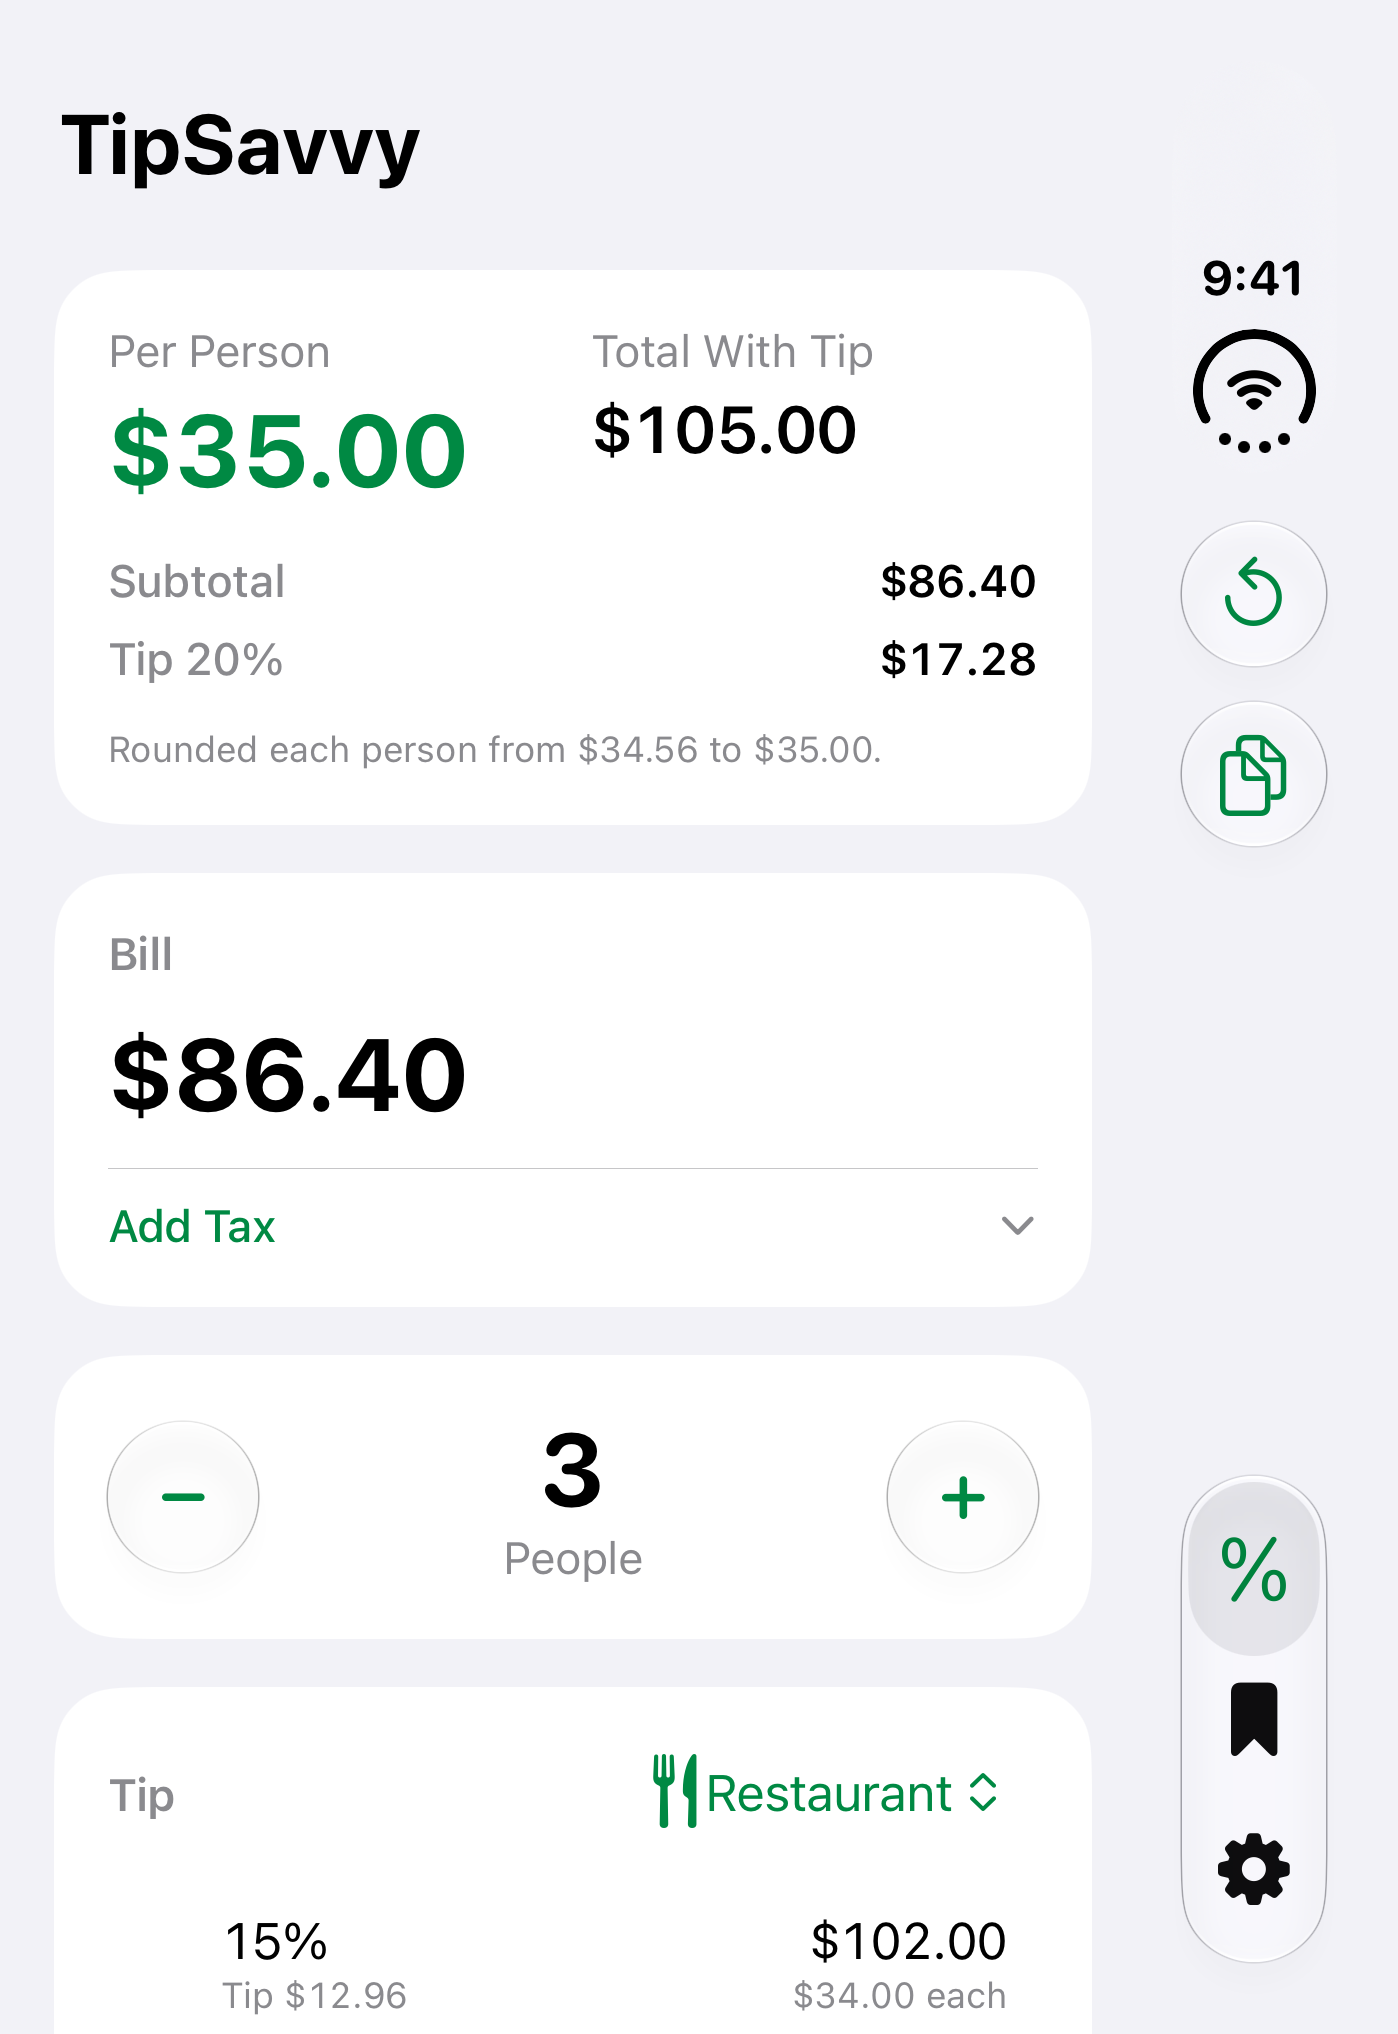 TipSavvy
9:41
Per Person
Total With Tip
$35.00
$105.00
Subtotal
$86.40
Tip 20%
$17.28
Rounded each person from $34.56 to $35.00.
Bill
$86.40
Add Tax
3
People
%
Tip
Restaurant
15%
$102.00
Tip $12.96
$34.00 each